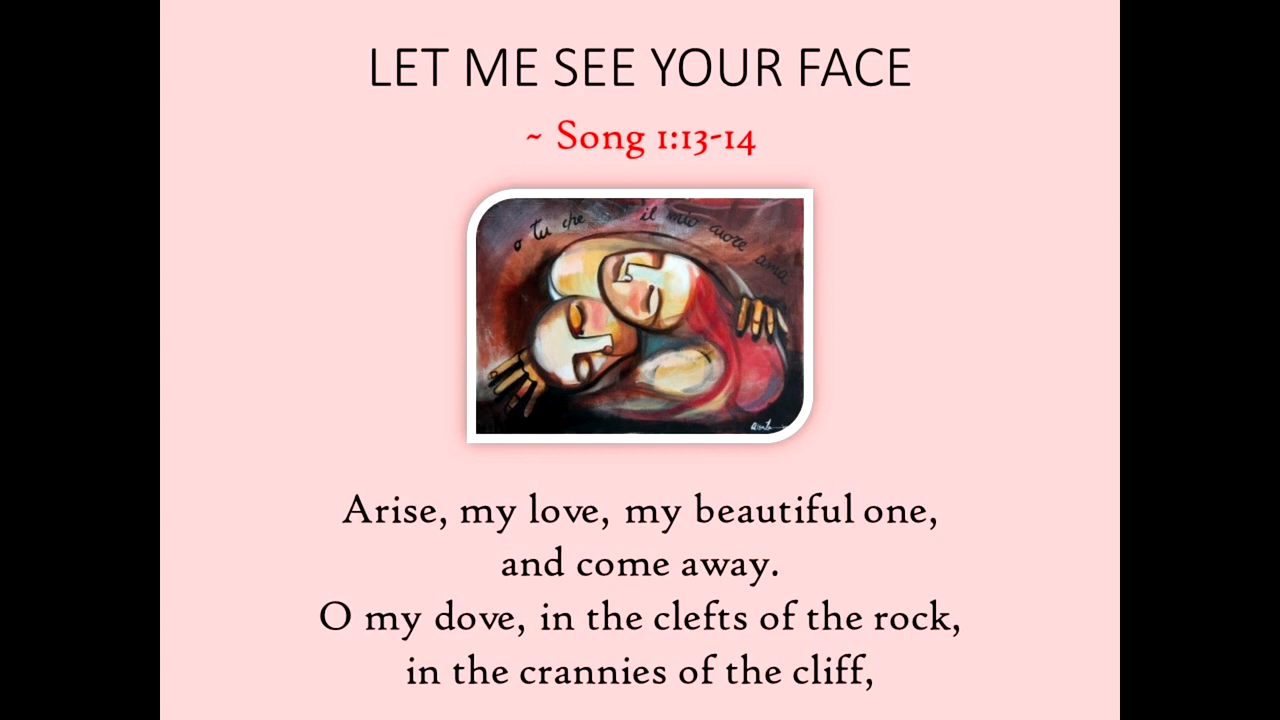 LET ME SEE YOUR FACE
~ Song 1:13-14
o tu che il mio cuore ama
Arise, my love, my beautiful one,
and come away.
O my dove, in the clefts of the rock,
in the crannies of the cliff,